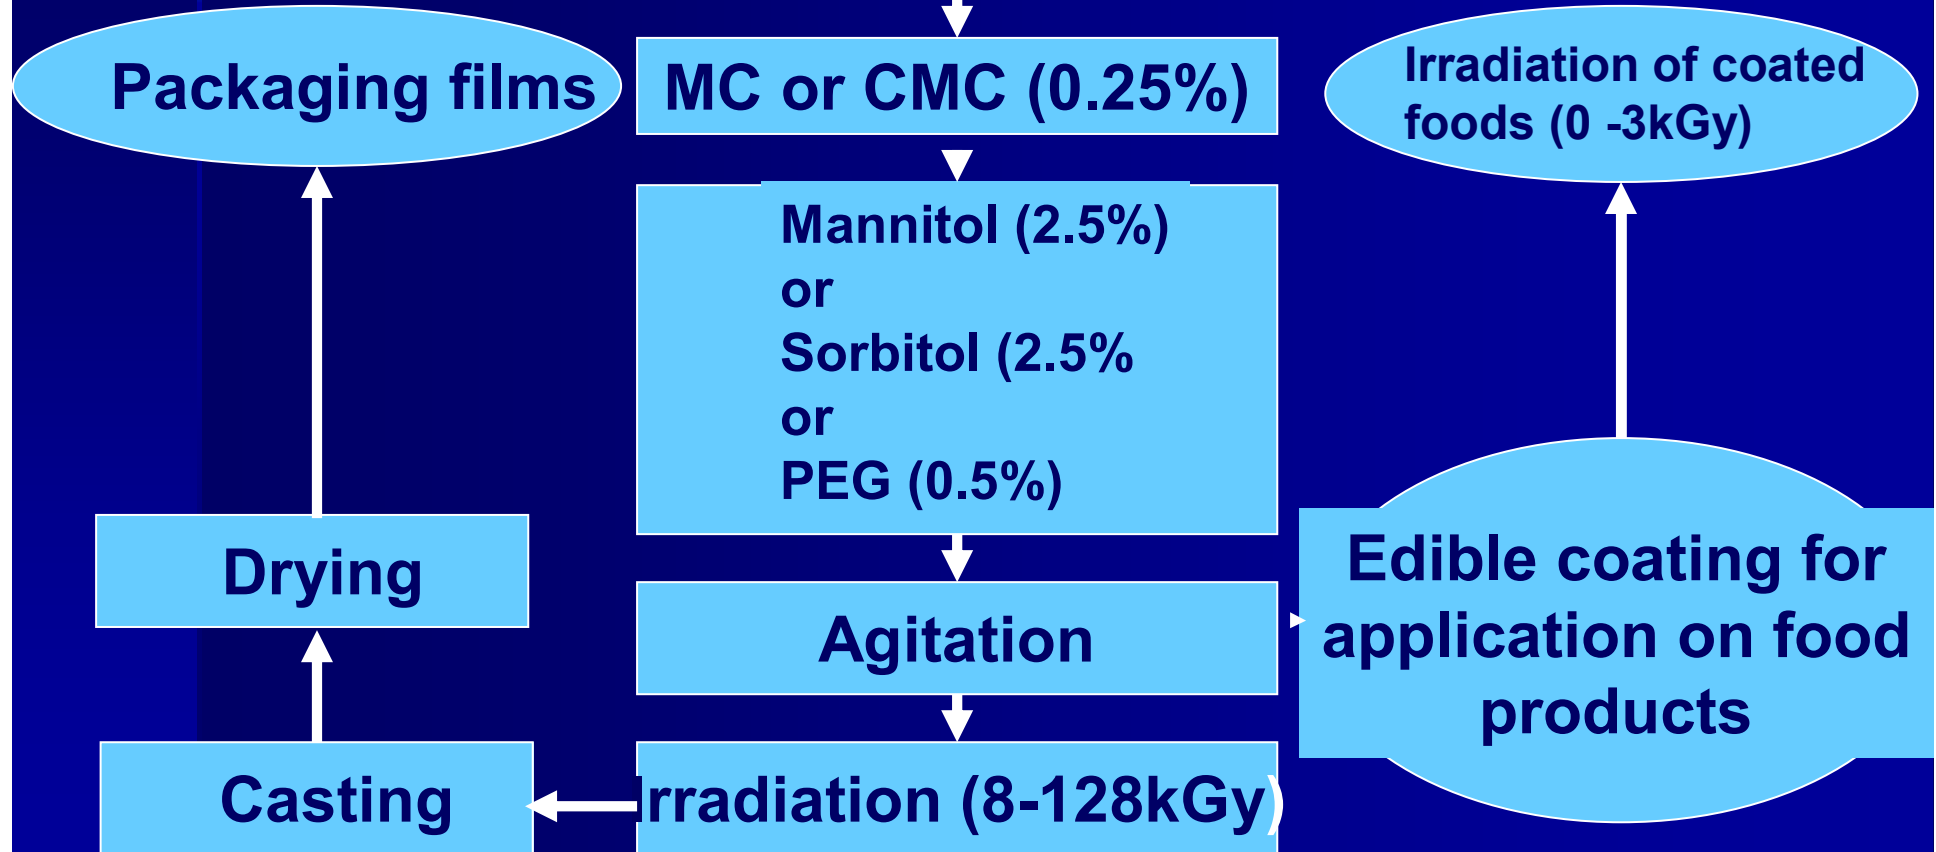 Packaging films
MC or CMC (0.25%)
Irradiation of coated
foods (0 -3kGy)
Mannitol (2.5%)
or
Sorbitol (2.5%
or
PEG (0.5%)
Drying
Agitation
Edible coating for
application on food
products
Casting
Irradiation (8-128kGy)